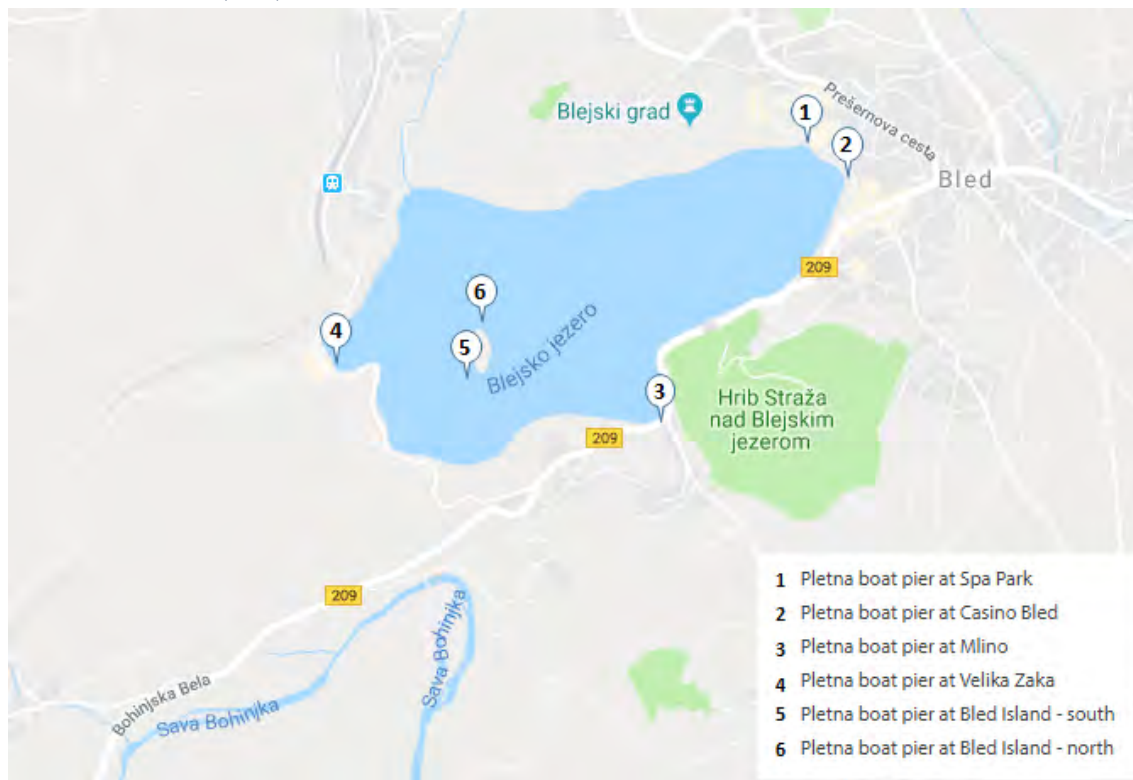 Blejski grad
1
2
Prešernova cesta
Bled
209
6
5
4
Blejsko jezero
3
Hrib Straža
nad Blejskim
jezerom
209
209
Sava Bohinjka
Bohinjska Bela
Sava Bohinjka
1 Pletna boat pier at Spa Park
2 Pletna boat pier at Casino Bled
3 Pletna boat pier at Mlino
4 Pletna boat pier at Velika Zaka
5 Pletna boat pier at Bled Island - south
6 Pletna boat pier at Bled Island - north